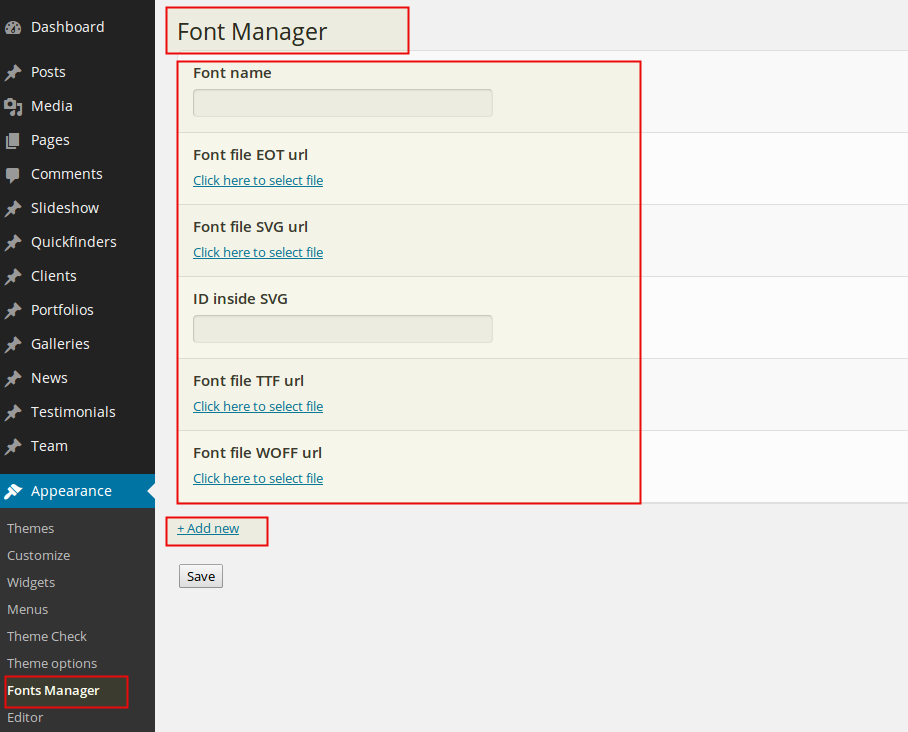 Dashboard
Posts
Media
Pages
Comments
Slideshow
Quickfinders
Clients
Portfolios
Galleries
News
Testimonials
Team
Appearance
Themes
Customize
Widgets
Menus
Theme Check
Theme options
Fonts Manager
Editor
Font Manager
Font name
Font file EOT url
Click here to select file
Font file SVG url
Click here to select file
ID inside SVG
Font file TTF url
Click here to select file
Font file WOFF url
Click here to select file
+ Add new
Save